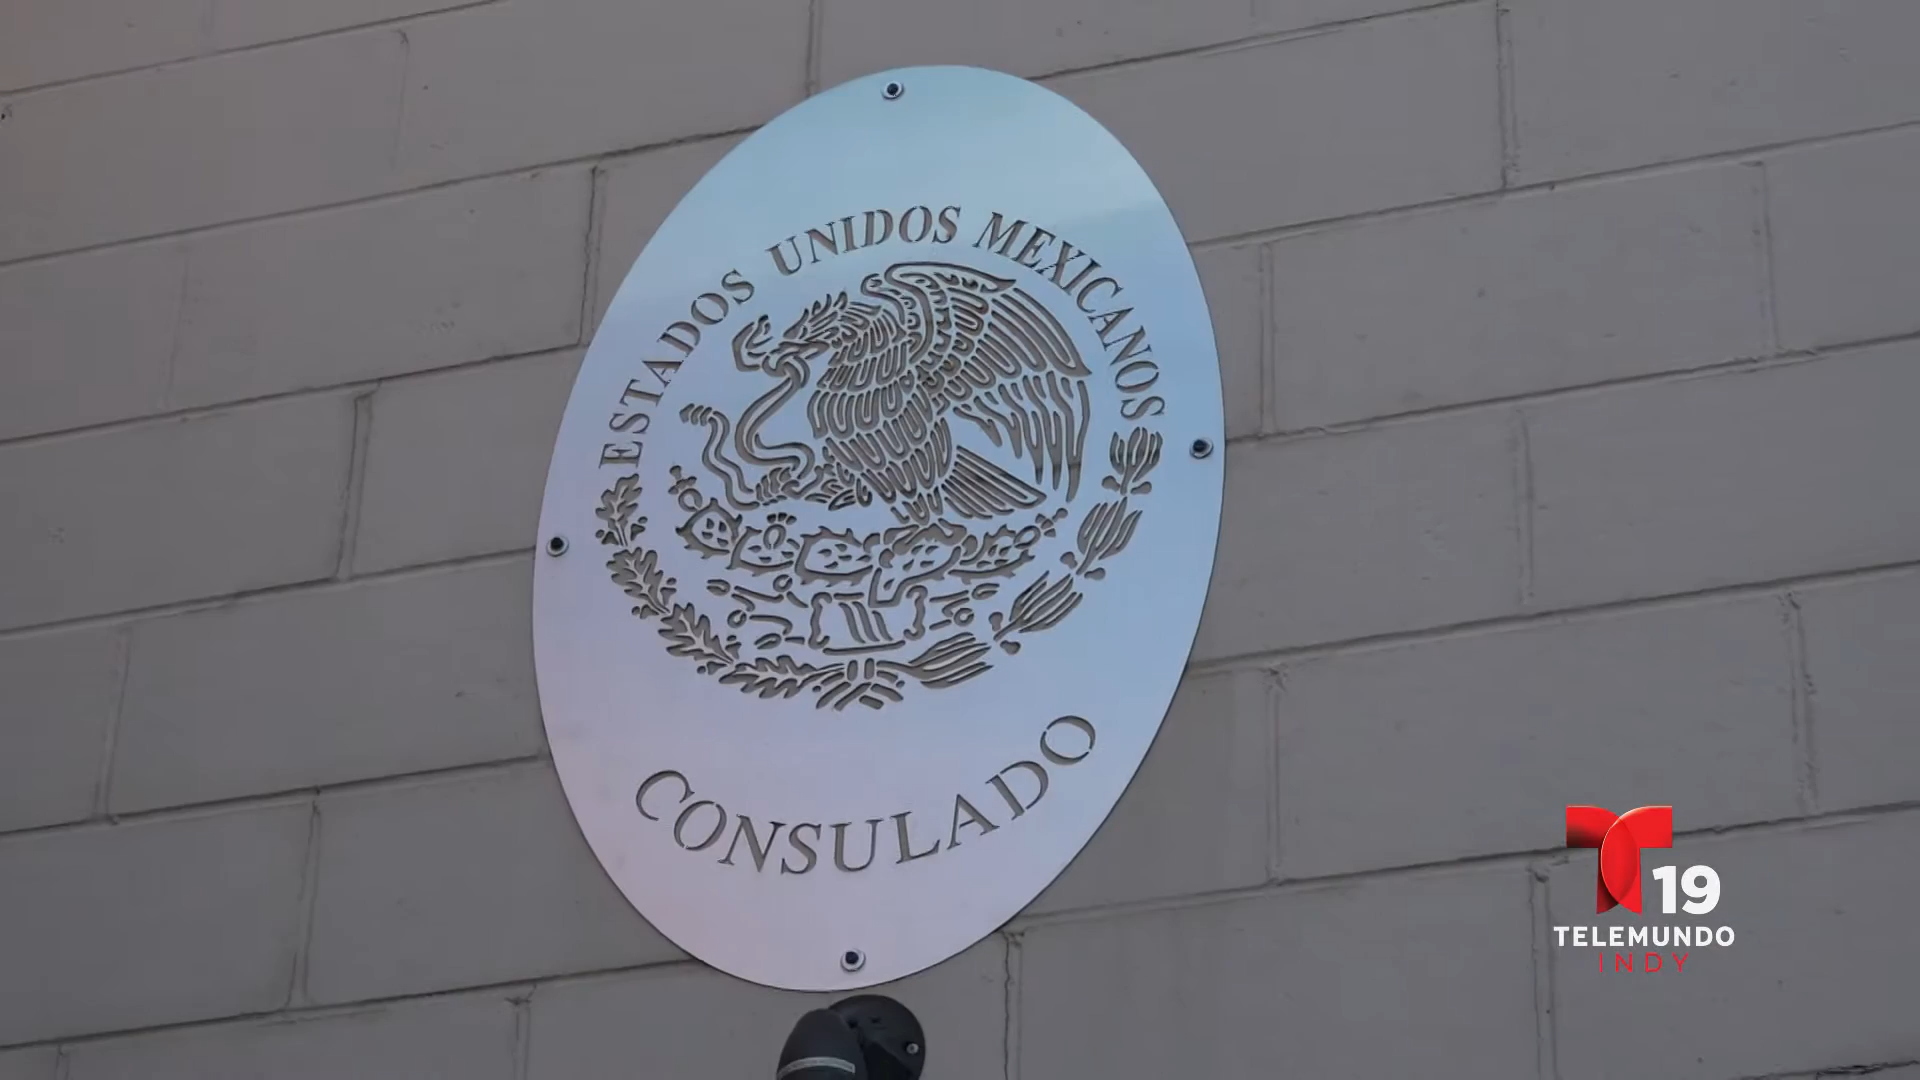 ESTADOS UNIDOS MEXICANOS
CONSULADO
19
TELEMUNDO
INDY